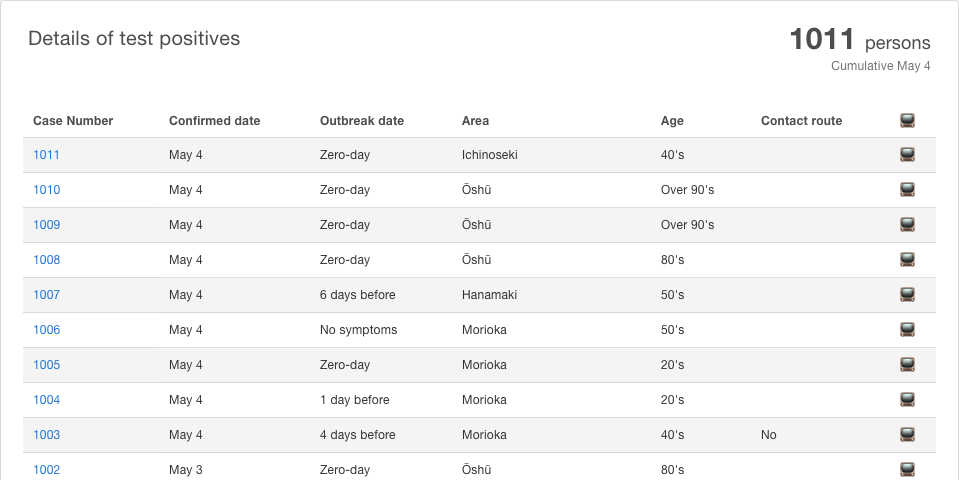 Details of test positives
1011 persons
Cumulative May 4
Case Number Confirmed date Outbreak date Area Age Contact route
1011 May 4 Zero-day Ichinoseki 40's
1010 May 4 Zero-day Ōshū Over 90's
1009 May 4 Zero-day Ōshū Over 90's
1008 May 4 Zero-day Ōshū 80's
1007 May 4 6 days before Hanamaki 50's
1006 May 4 No symptoms Morioka 50's
1005 May 4 Zero-day Morioka 20's
1004 May 4 1 day before Morioka 20's
1003 May 4 4 days before Morioka 40's No
1002 May 3 Zero-day Ōshū 80's